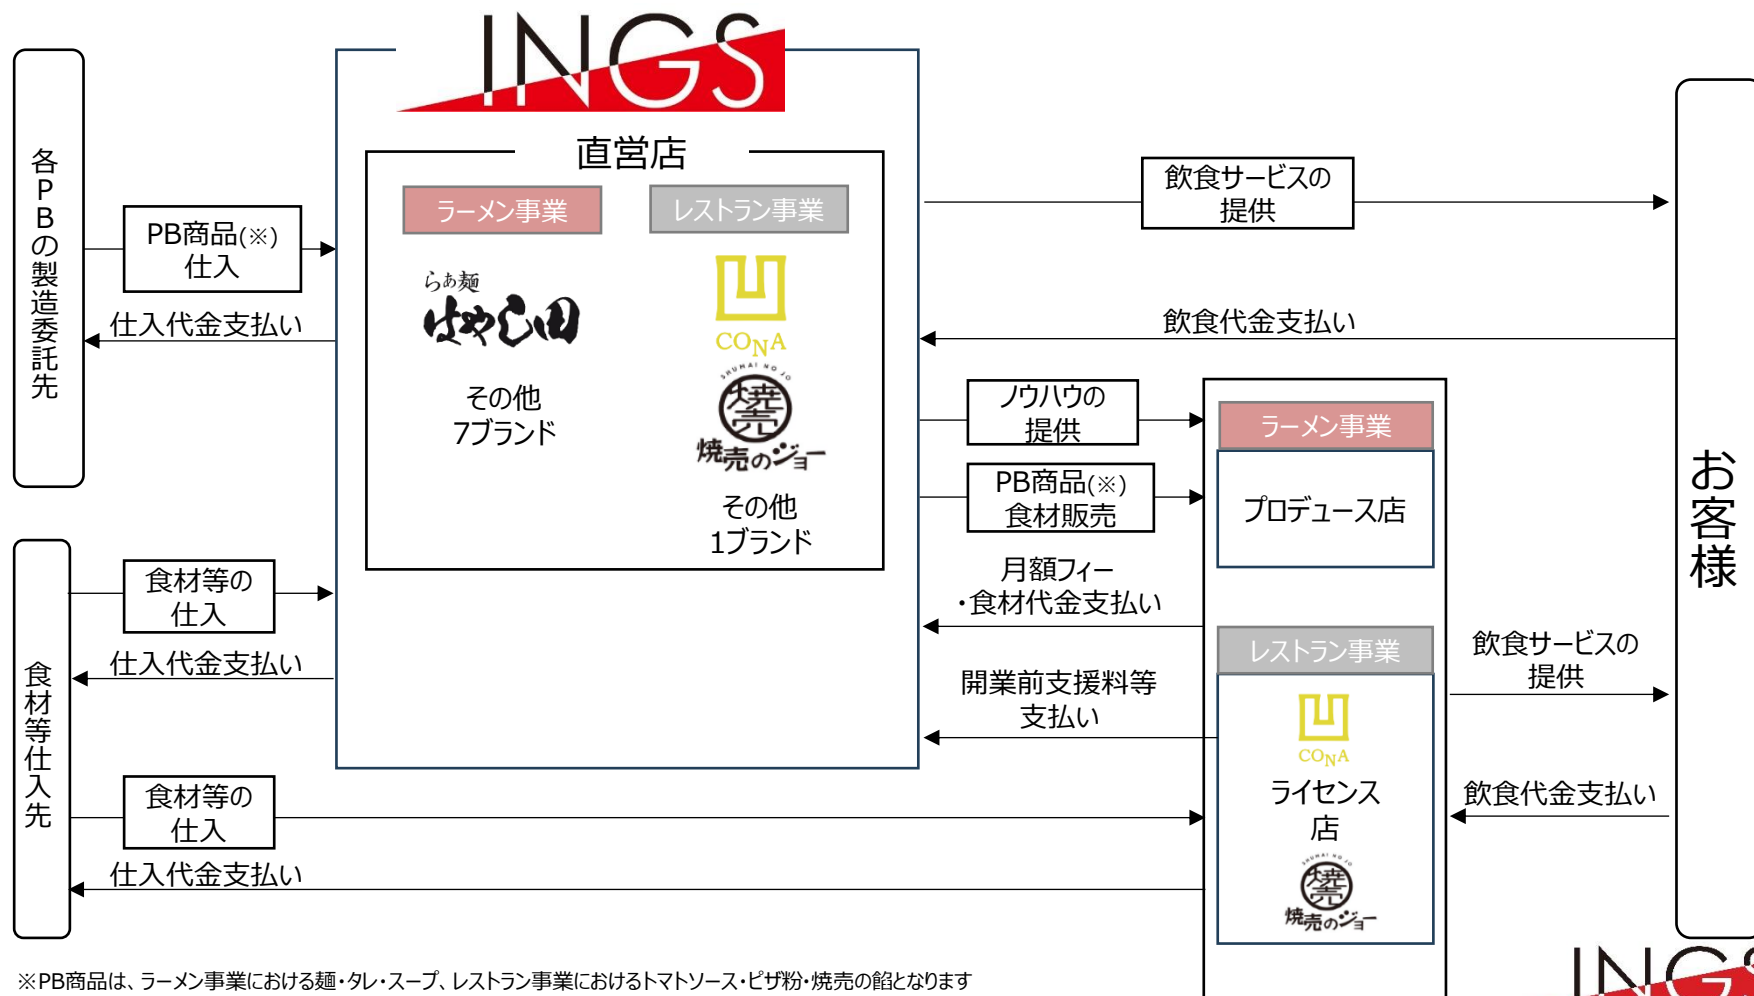 INGS
直営店
各PBの製造委託先
PB商品(※)
仕入
仕入代金支払い
ラーメン事業
らぁ麺
はやし田
その他
7ブランド
レストラン事業
CONA
SHUMAI NO JO
焼売
焼売のジョー
その他
1ブランド
飲食サービスの
提供
飲食代金支払い
ノウハウの
提供
PB商品(※)
食材販売
月額フィー
・食材代金支払い
開業前支援料等
支払い
ラーメン事業
プロデュース店
レストラン事業
CONA
ライセンス
店
SHUMAI NO JO
焼売
焼売のジョー
飲食サービスの
提供
飲食代金支払い
お客様
食材等仕入先
食材等の
仕入
仕入代金支払い
食材等の
仕入
仕入代金支払い
※PB商品は、ラーメン事業における麺・タレ・スープ、レストラン事業におけるトマトソース・ピザ粉・焼売の餡となります
INGS